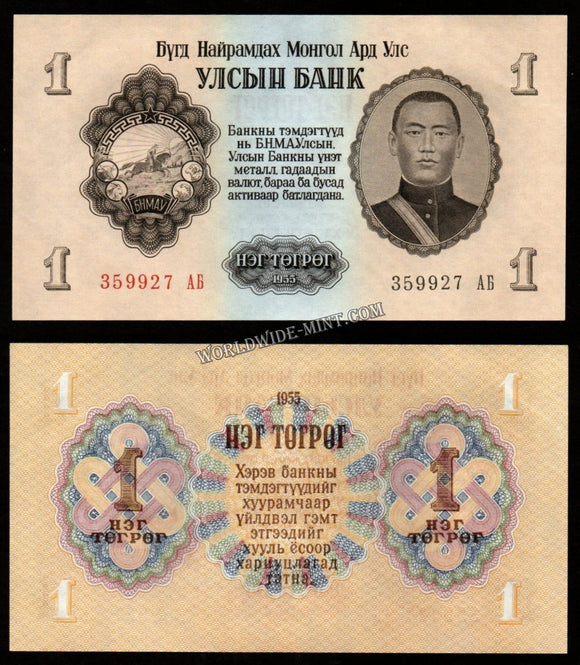 Бүгд Найрамдах Монгол Ард Улс
1 УЛСЫН БАНК 1
Банкны тэмдэгтүүд
нь Б.Н.М.А.Улсын,
Улсын Банкны үнэт
металл, гадаадын
валют, бараа ба бусад
активаар батлагдана.
БНМАУ
1 НЭГ ТӨГРӨГ 1
1955
359927 АБ
359927 АБ
WORLDWIDE-MINT.COM
1 1
1955
НЭГ ТӨГРӨГ
Хэрэв банкны
тэмдэгтүүдийг
хуурамчаар
үйлдвэл гэмт
этгээдийг
хууль ёсоор
хариуцлагад
татна.
1
НЭГ
ТӨГРӨГ
1
НЭГ
ТӨГРӨГ
1 1